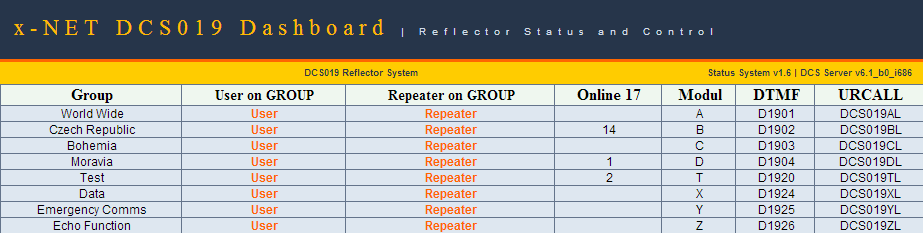 x-NET DCS019 Dashboard | Reflector Status and Control
DCS019 Reflector System Status System v1.6 | DCS Server v6.1_b0_i686
Group User on GROUP Repeater on GROUP Online 17 Modul DTMF URCALL
World Wide User Repeater A D1901 DCS019AL
Czech Republic User Repeater 14 B D1902 DCS019BL
Bohemia User Repeater C D1903 DCS019CL
Moravia User Repeater 1 D D1904 DCS019DL
Test User Repeater 2 T D1920 DCS019TL
Data User Repeater X D1924 DCS019XL
Emergency Comms User Repeater Y D1925 DCS019YL
Echo Function User Repeater Z D1926 DCS019ZL